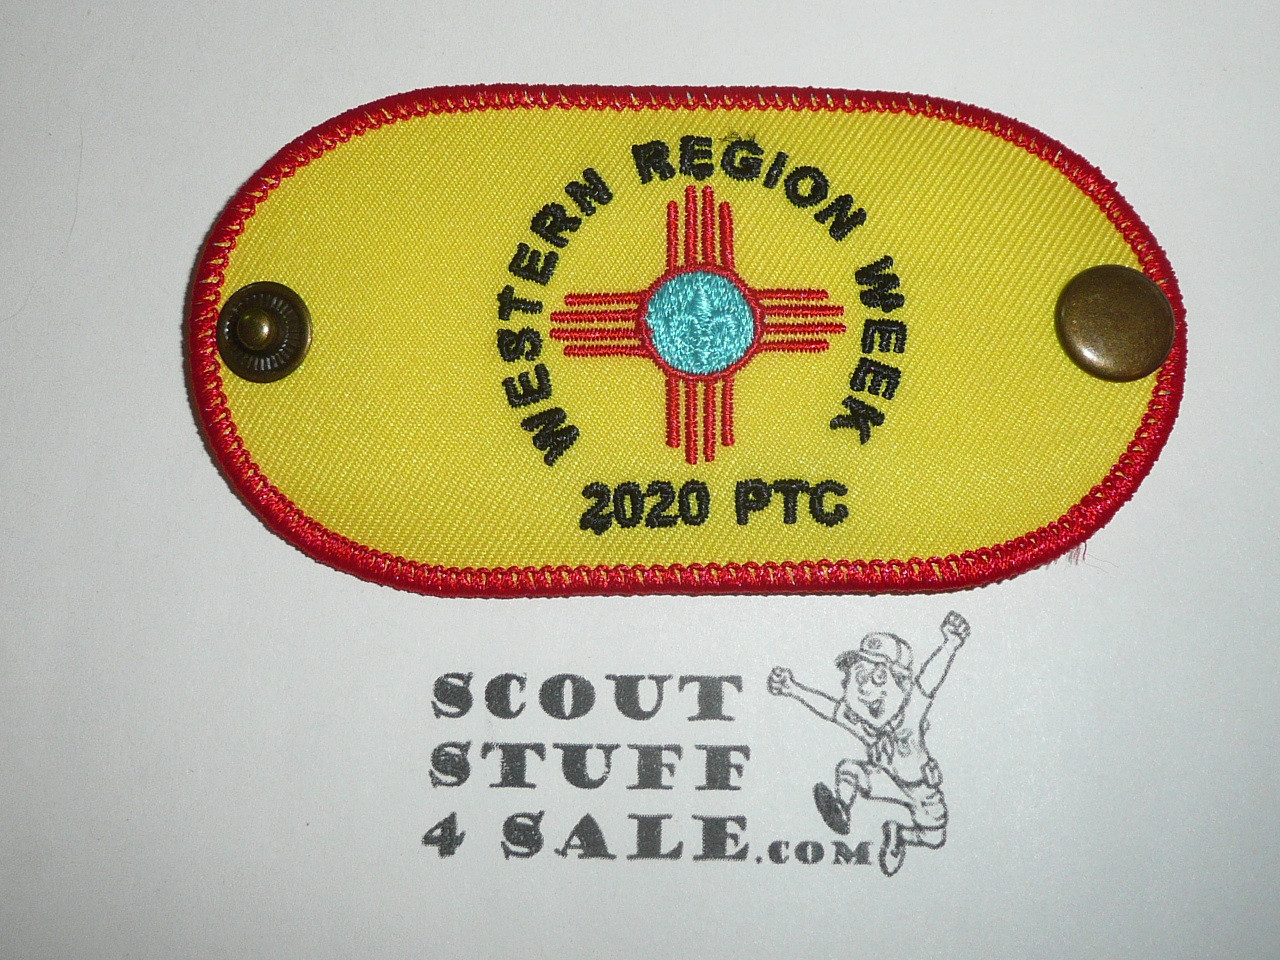 WESTERN REGION WEEK
2020 PTC
SCOUT
STUFF
4 SALE.COM